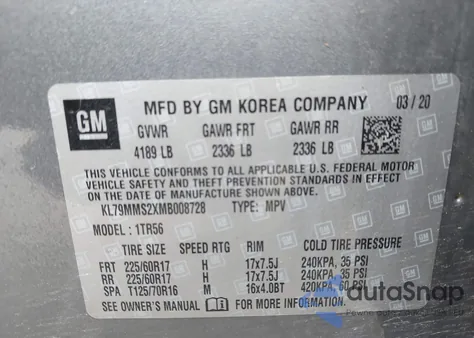 GM
MFD BY GM KOREA COMPANY 03/20
GVWR GAWR FRT GAWR RR
4189 LB 2336 LB 2336 LB
THIS VEHICLE CONFORMS TO ALL APPLICABLE U.S. FEDERAL MOTOR
VEHICLE SAFETY AND THEFT PREVENTION STANDARDS IN EFFECT
ON THE DATE OF MANUFACTURE SHOWN ABOVE.
KL79MMS2XMB008728 TYPE: MPV
MODEL: 1TR56
TIRE SIZE SPEED RTG RIM COLD TIRE PRESSURE
FRT 225/60R17 H 17x7.5J 240KPA, 35 PSI
RR 225/60R17 H 17x7.5J 240KPA, 35 PSI
SPA T125/70R16 M 16x4.0BT 420KPA, 60 PSI
SEE OWNER'S MANUAL FOR MORE INFORMATION
autoSnap